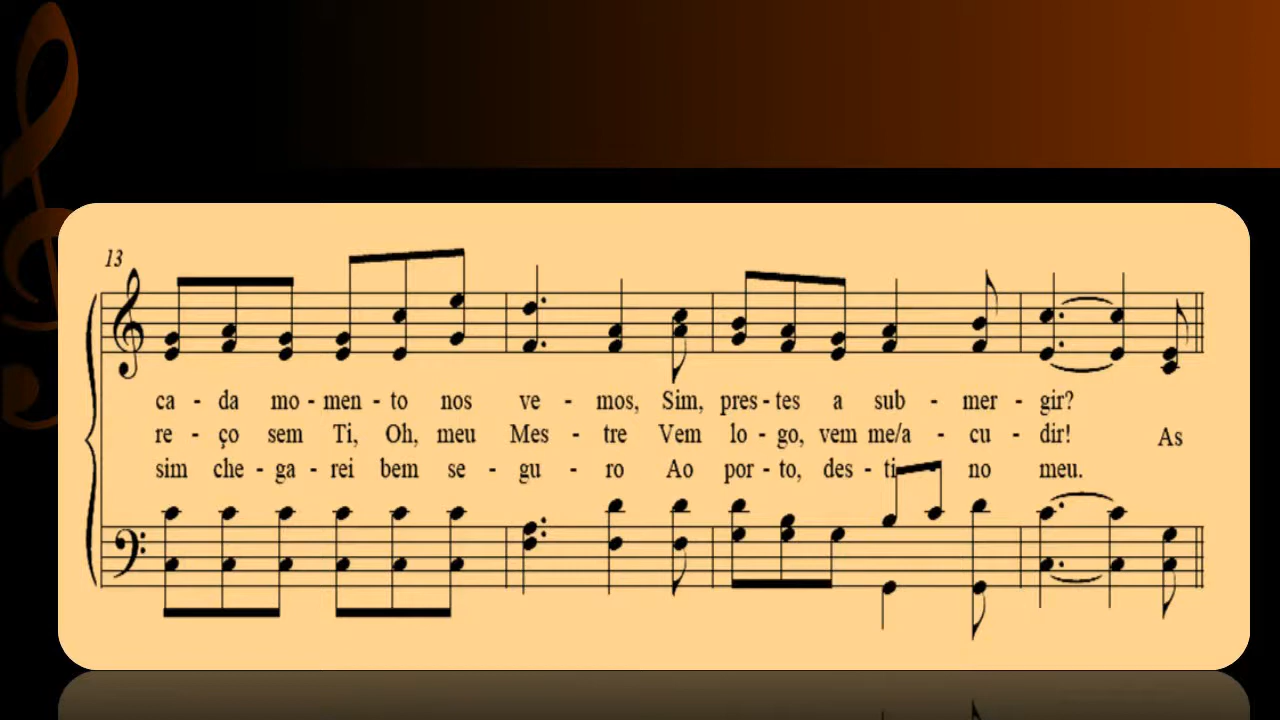 13
ca - da mo - men - to nos ve - mos, Sim, pres - tes a sub - mer - gir?
re - ço sem Ti, Oh, meu Mes - tre Vem lo - go, vem me/a - cu - dir! As
sim che - ga - rei bem se - gu - ro Ao por - to, des - ti no meu.